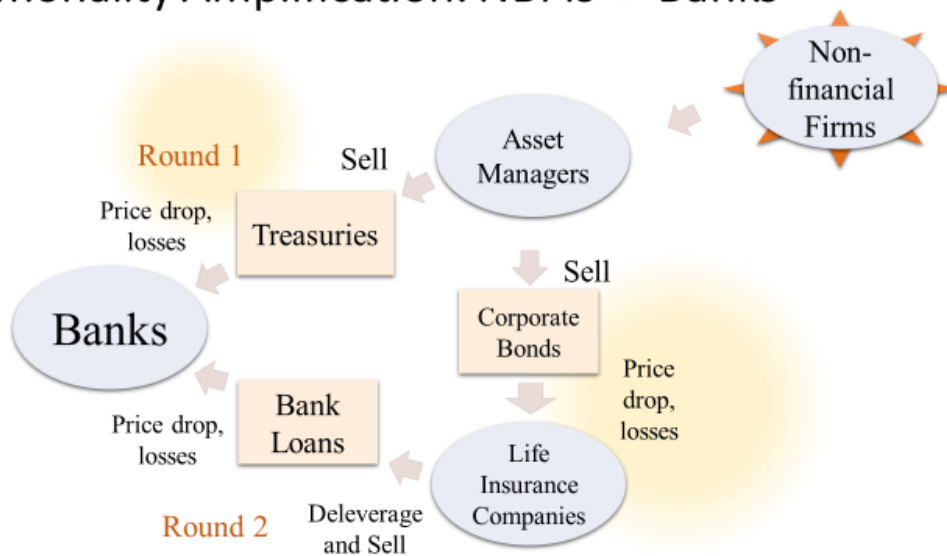 Non-
financial
Firms
Asset
Managers
Round 1
Sell
Price drop,
losses
Treasuries
Sell
Banks
Corporate
Bonds
Price
drop,
losses
Bank
Loans
Price drop,
losses
Life
Insurance
Companies
Round 2
Deleverage
and Sell